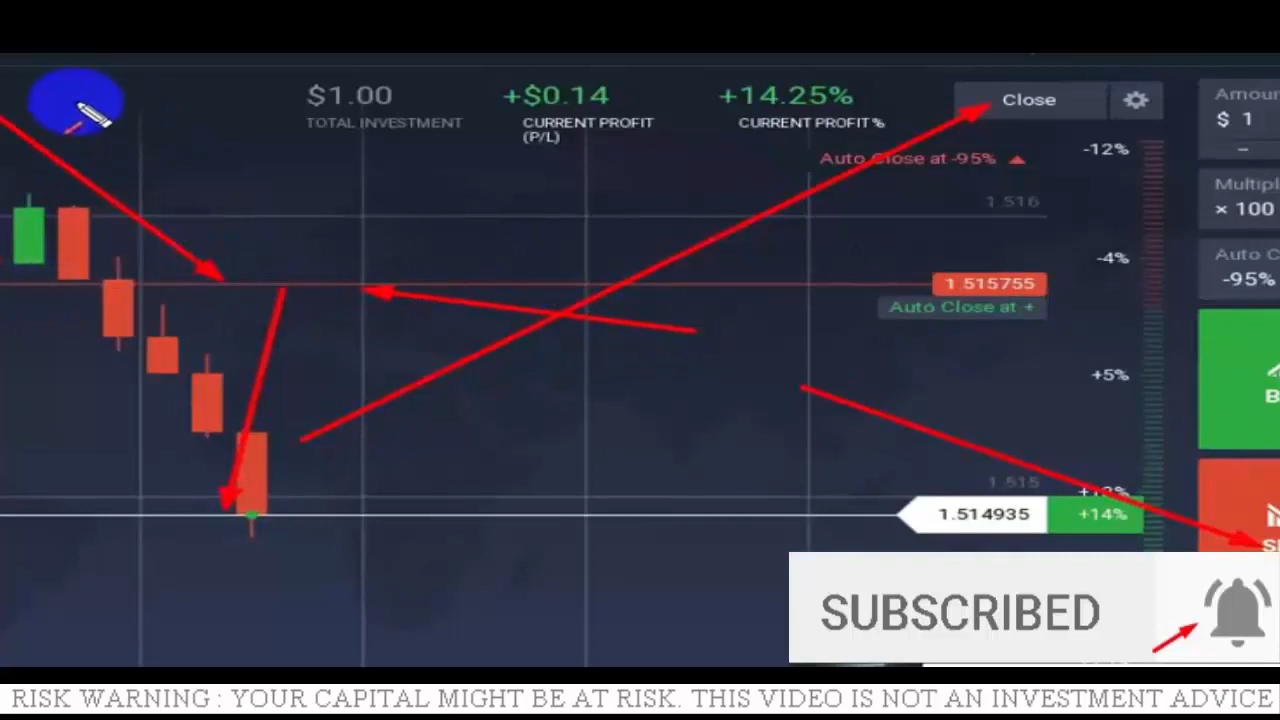 $1.00
TOTAL INVESTMENT
+$0.14
CURRENT PROFIT
(P/L)
+14.25%
CURRENT PROFIT %
Close
Auto Close at -95%
-12%
1.516
-4%
1.515755
Auto Close at +
+5%
1.515
1.514935
+14%
$ 1
× 100
-95%
SUBSCRIBED
RISK WARNING : YOUR CAPITAL MIGHT BE AT RISK. THIS VIDEO IS NOT AN INVESTMENT ADVICE